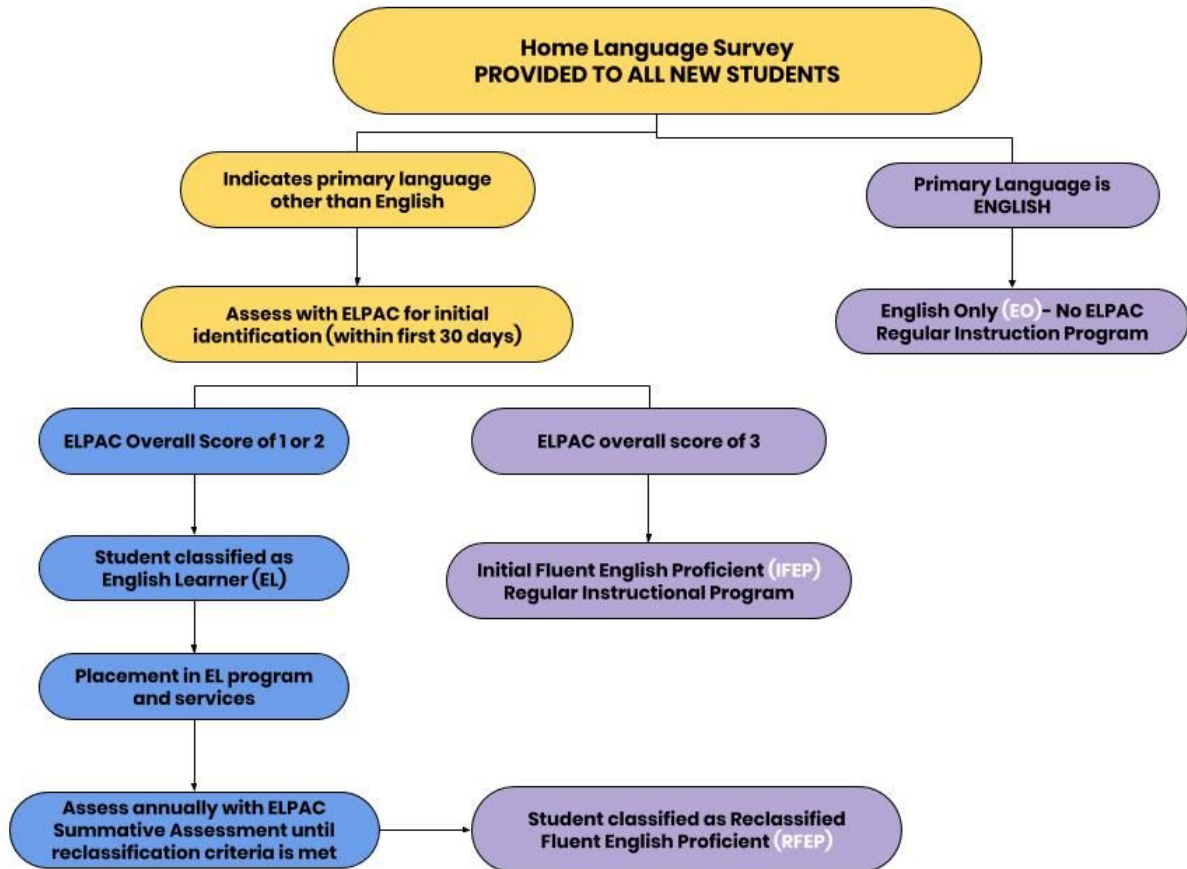 Home Language Survey
PROVIDED TO ALL NEW STUDENTS
Indicates primary language
other than English
Primary Language is
ENGLISH
Assess with ELPAC for initial
identification (within first 30 days)
English Only (EO)- No ELPAC
Regular Instruction Program
ELPAC Overall Score of 1 or 2
ELPAC overall score of 3
Student classified as
English Learner (EL)
Initial Fluent English Proficient (IFEP)
Regular Instructional Program
Placement in EL program
and services
Assess annually with ELPAC
Summative Assessment until
reclassification criteria is met
Student classified as Reclassified
Fluent English Proficient (RFEP)